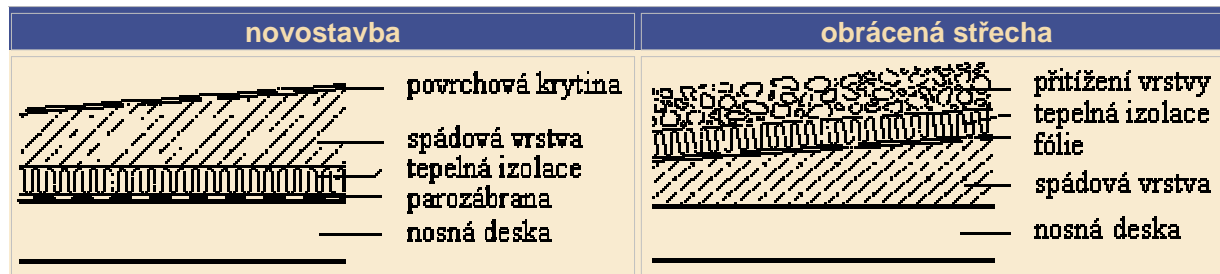 novostavba
obrácená střecha
povrchová krytina
spádová vrstva
tepelná izolace
parozábrana
nosná deska
přitížení vrstvy
tepelná izolace
fólie
spádová vrstva
nosná deska